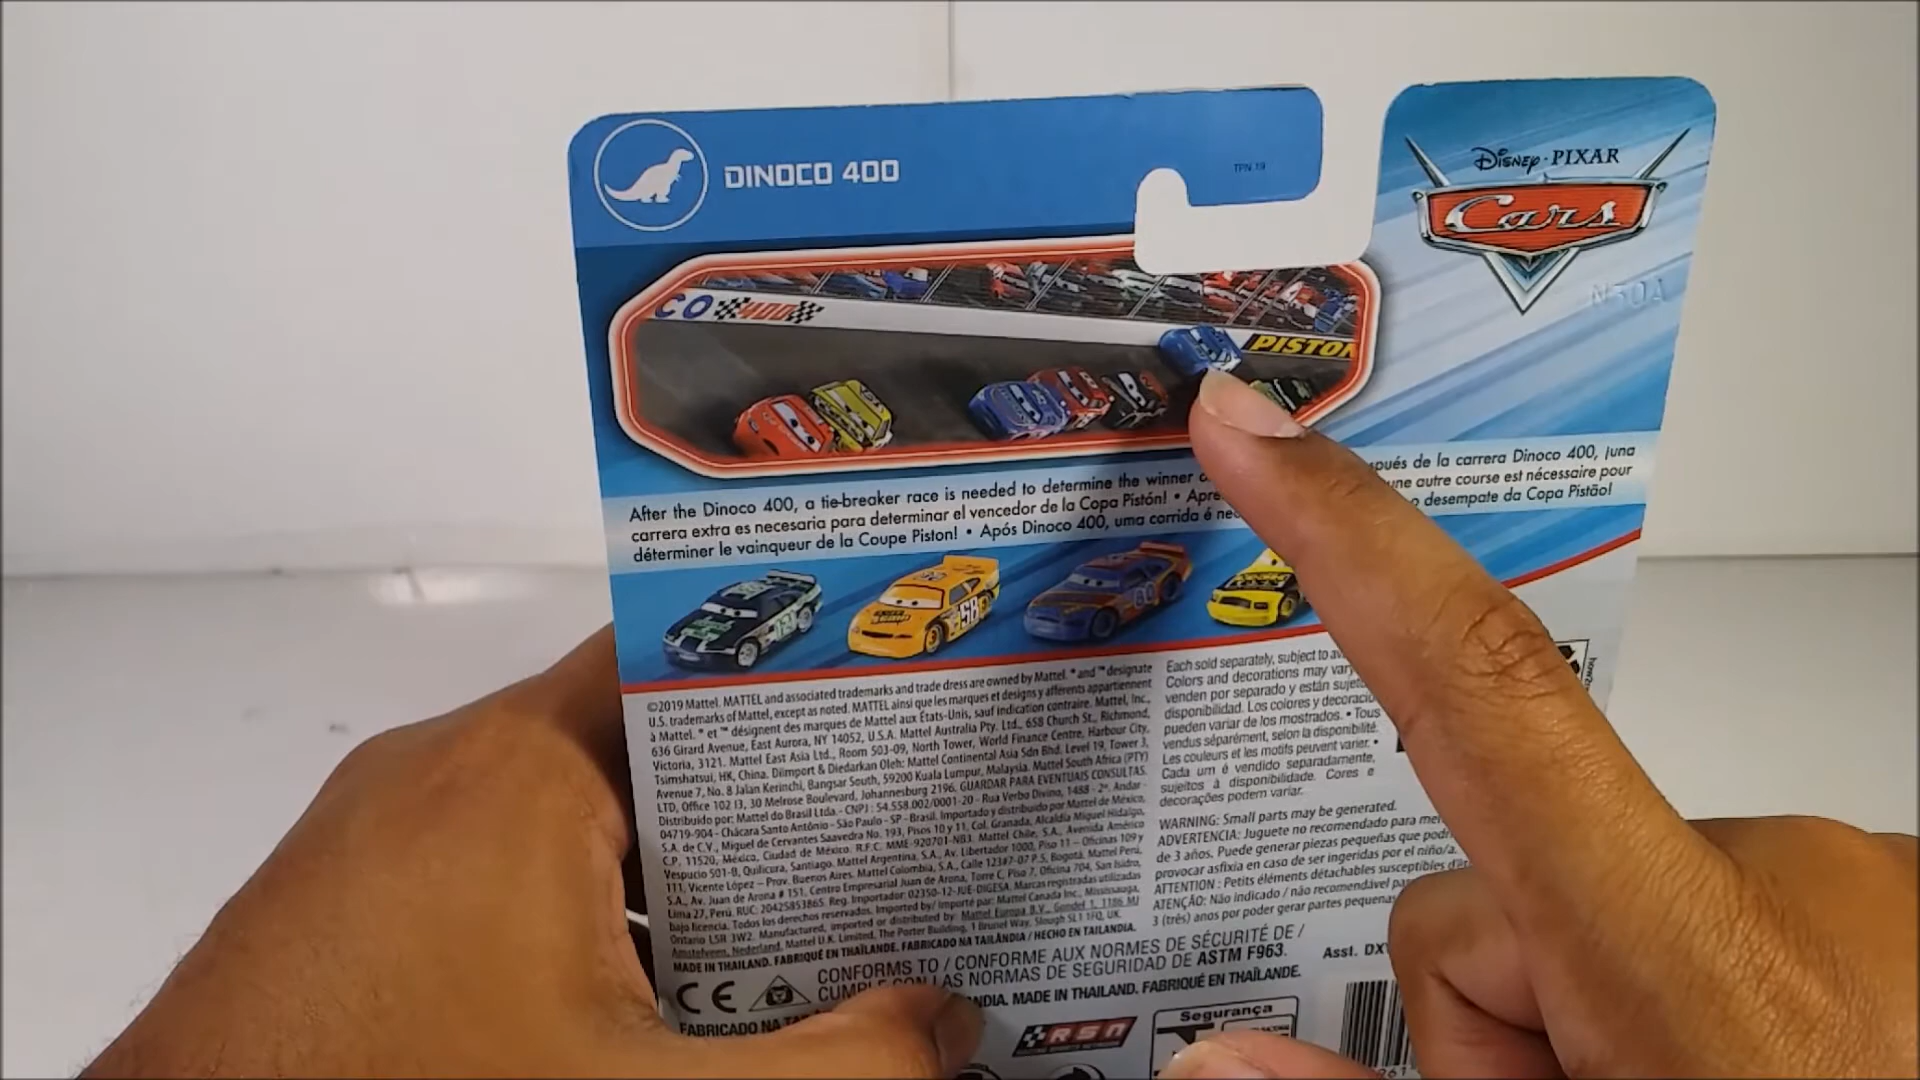 DINOCO 400
TPN 19
Disney · PIXAR
Cars
N30A
CO 400
PISTON
After the Dinoco 400, a tie-breaker race is needed to determine the winner
spués de la carrera Dinoco 400, ¡una
carrera extra es necesaria para determinar el vencedor de la Copa Pistón! • Apre
une autre course est nécessaire pour
déterminer le vainqueur de la Coupe Piston! • Após Dinoco 400, uma corrida é
o desempate da Copa Pistão!
58
©2019 Mattel. MATTEL and associated trademarks and trade dress are owned by Mattel. ® and ™ designate
U.S. trademarks of Mattel, except as noted. MATTEL ainsi que les marques et designs y afférents appartiennent
à Mattel. ® et ™ désignent des marques de Mattel aux États-Unis, sauf indication contraire. Mattel, Inc.,
636 Girard Avenue, East Aurora, NY 14052, U.S.A. Mattel Australia Pty. Ltd., 658 Church St., Richmond,
Victoria, 3121. Mattel East Asia Ltd., Room 503-09, North Tower, World Finance Centre, Harbour City,
Tsimshatsui, HK, China. Diimport & Diedarkan Oleh: Mattel Continental Asia Sdn Bhd. Level 19, Tower 3,
Avenue 7, No. 8 Jalan Kerinchi, Bangsar South, 59200 Kuala Lumpur, Malaysia. Mattel South Africa (PTY)
LTD, Office 102 I3, 30 Melrose Boulevard, Johannesburg 2196. GUARDAR PARA EVENTUAIS CONSULTAS.
Distribuido por: Mattel do Brasil Ltda - CNPJ: 54.558.002/0001-20 - Rua Verbo Divino, 1488 - 2º. Andar -
04719-904 - Chácara Santo Antônio - São Paulo - SP - Brasil. Importado y distribuido por Mattel de México,
S.A. de C.V., Miguel de Cervantes Saavedra No. 193, Pisos 10 y 11, Col. Granada, Alcaldía Miguel Hidalgo,
C.P. 11520, México, Ciudad de México. R.F.C. MME-920701-NB3. Mattel Chile, S.A., Avenida Américo
Vespucio 501-B, Quilicura, Santiago. Mattel Argentina, S.A., Av. Libertador 1000, Piso 11 – Oficinas 109 y
111, Vicente López – Prov. Buenos Aires. Mattel Colombia, S.A., Calle 123#7-07 P.5, Bogotá. Mattel Perú,
S.A., Av. Juan de Arona # 151, Centro Empresarial Juan de Arona, Torre C, Piso 7, Oficina 704, San Isidro,
Lima 27, Perú. RUC: 20425853865. Reg. Importador: 02350-12-JUE-DIGESA. Marcas registradas utilizadas
bajo licencia. Todos los derechos reservados. Imported by/ importé par: Mattel Canada Inc., Mississauga,
Ontario L5R 3W2. Manufactured, imported or distributed by: Mattel Europa B.V., Gondel 1, 1186 MJ
Amstelveen, Nederland. Mattel U.K. Limited, The Porter Building, 1 Brunel Way, Slough SL1 1FQ, UK.
MADE IN THAILAND. FABRIQUÉ EN THAÏLANDE. FABRICADO NA TAILÂNDIA / HECHO EN TAILANDIA.
Each sold separately, subject to
Colors and decorations may vary
venden por separado y están
disponibilidad. Los colores y
pueden variar de los mostrados. • Tous
vendus séparément, selon la disponibilité.
Les couleurs et les motifs peuvent varier. •
Cada um é vendido separadamente,
sujeitos à disponibilidade. Cores e
decorações podem variar.
WARNING: Small parts may be generated.
ADVERTENCIA: Juguete no recomendado para
de 3 años. Puede generar piezas pequeñas que
provocar asfixia en caso de ser ingeridas por el niño/a.
ATTENTION : Petits éléments détachables susceptibles
ATENÇÃO: Não indicado / não recomendável
3 (três) anos por poder gerar partes pequenas
CE
CONFORMS TO / CONFORME AUX NORMES DE SÉCURITÉ DE /
CUMPLE CON LAS NORMAS DE SEGURIDAD DE ASTM F963.
Asst.
FABRICADO NA
MADE IN THAILAND. FABRIQUÉ EN THAÏLANDE.
RSN
Segurança